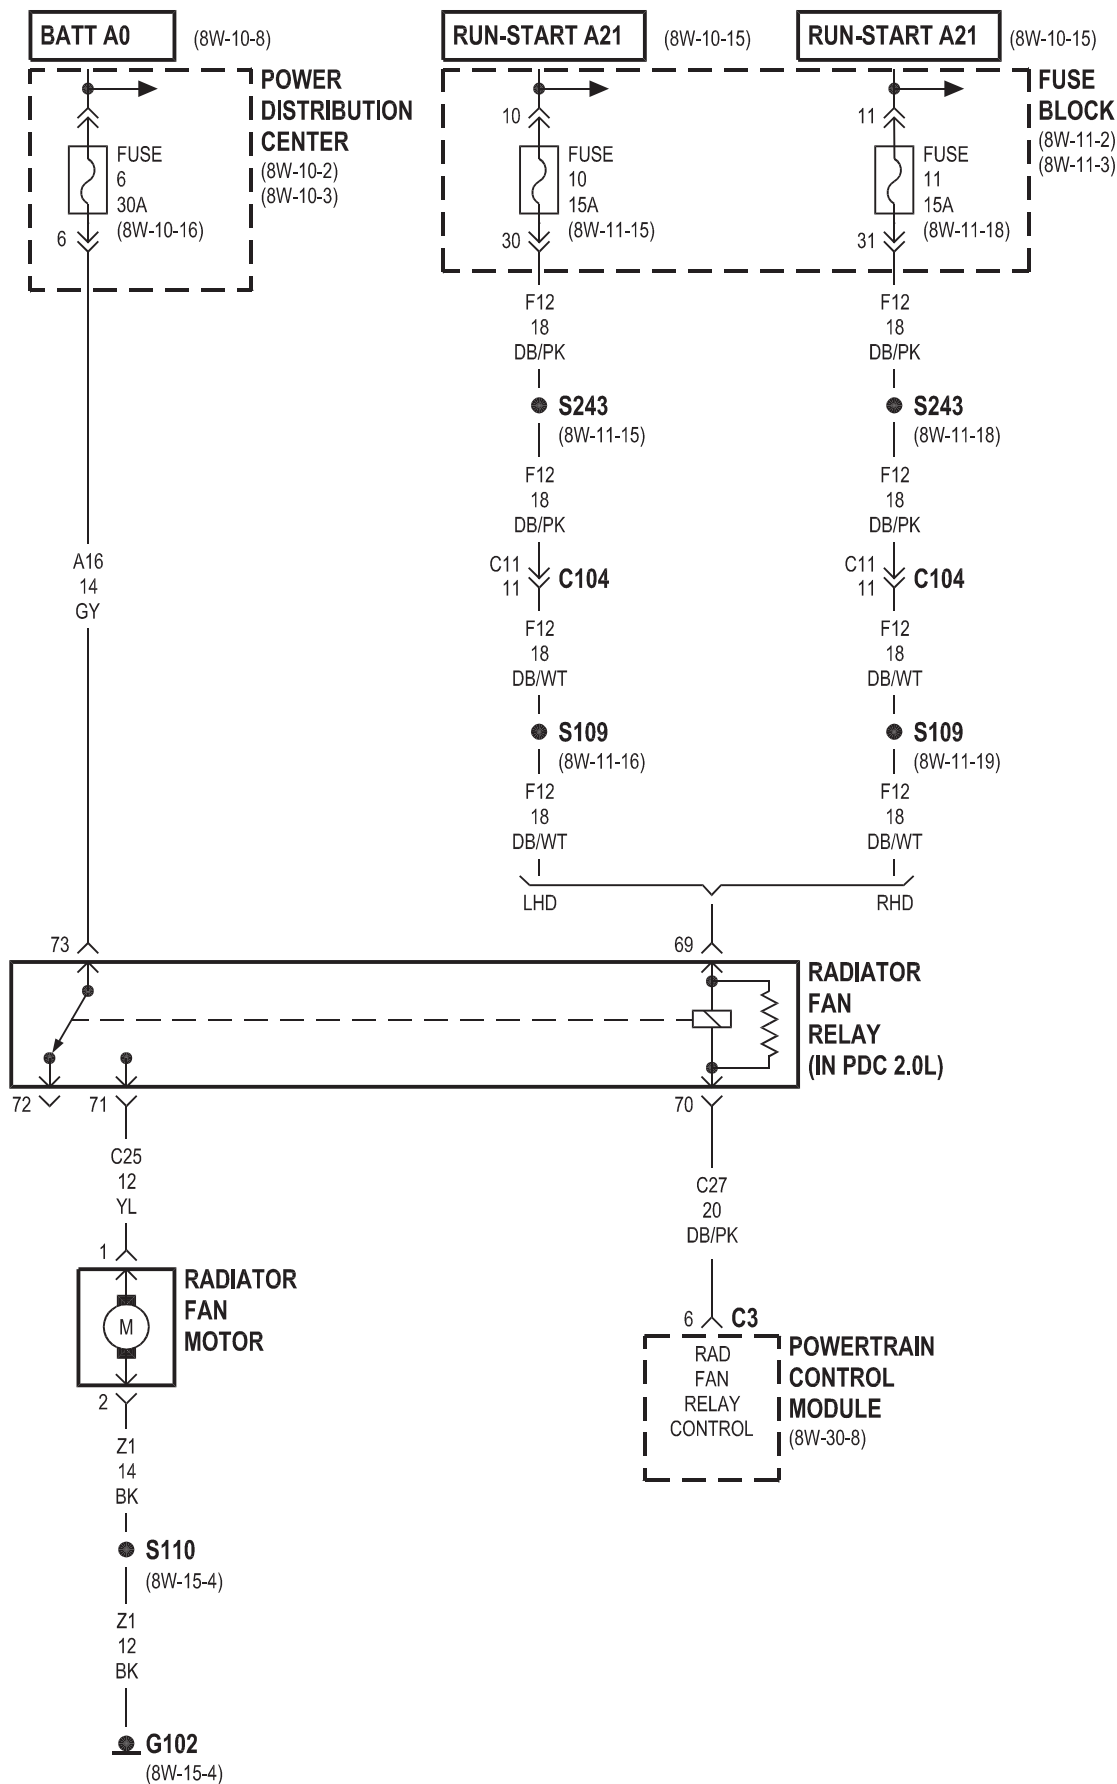 BATT A0
(8W-10-8)
RUN-START A21
(8W-10-15)
RUN-START A21
(8W-10-15)
POWER
DISTRIBUTION
CENTER
(8W-10-2)
(8W-10-3)
FUSE
6
30A
(8W-10-16)
6
10
FUSE
10
15A
(8W-11-15)
30
11
FUSE
11
15A
(8W-11-18)
31
FUSE
BLOCK
(8W-11-2)
(8W-11-3)
A16
14
GY
F12
18
DB/PK
S243
(8W-11-15)
F12
18
DB/PK
C11
11
C104
F12
18
DB/WT
S109
(8W-11-16)
F12
18
DB/WT
LHD
F12
18
DB/PK
S243
(8W-11-18)
F12
18
DB/PK
C11
11
C104
F12
18
DB/WT
S109
(8W-11-19)
F12
18
DB/WT
RHD
73
69
RADIATOR
FAN
RELAY
(IN PDC 2.0L)
72
71
70
C25
12
YL
1
RADIATOR
FAN
MOTOR
M
2
Z1
14
BK
S110
(8W-15-4)
Z1
12
BK
G102
(8W-15-4)
C27
20
DB/PK
6
C3
RAD
FAN
RELAY
CONTROL
POWERTRAIN
CONTROL
MODULE
(8W-30-8)